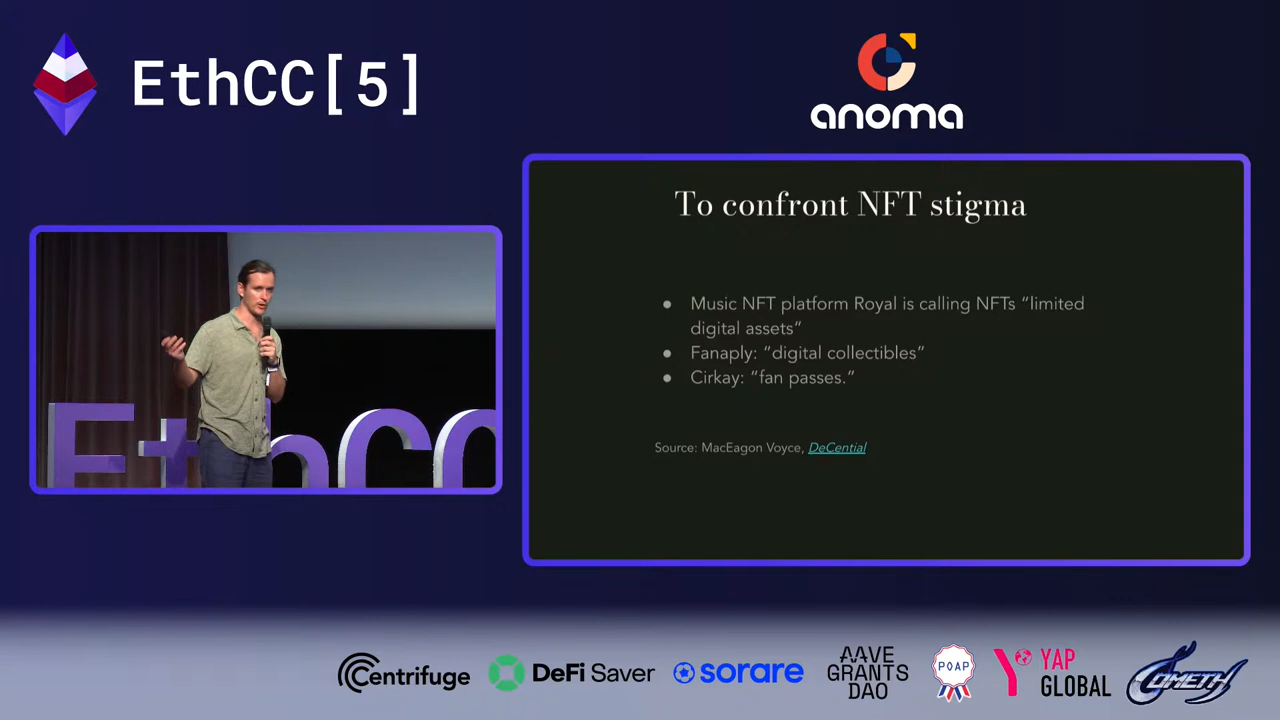 EthCC[5]
anoma
To confront NFT stigma
● Music NFT platform Royal is calling NFTs “limited
digital assets”
● Fanaply: “digital collectibles”
● Cirkay: “fan passes.”
Source: MacEagon Voyce, DeCential
EthCC
Centrifuge
DeFi Saver
sorare
AAVE
GRANTS
DAO
POAP
YAP
GLOBAL
COMETH